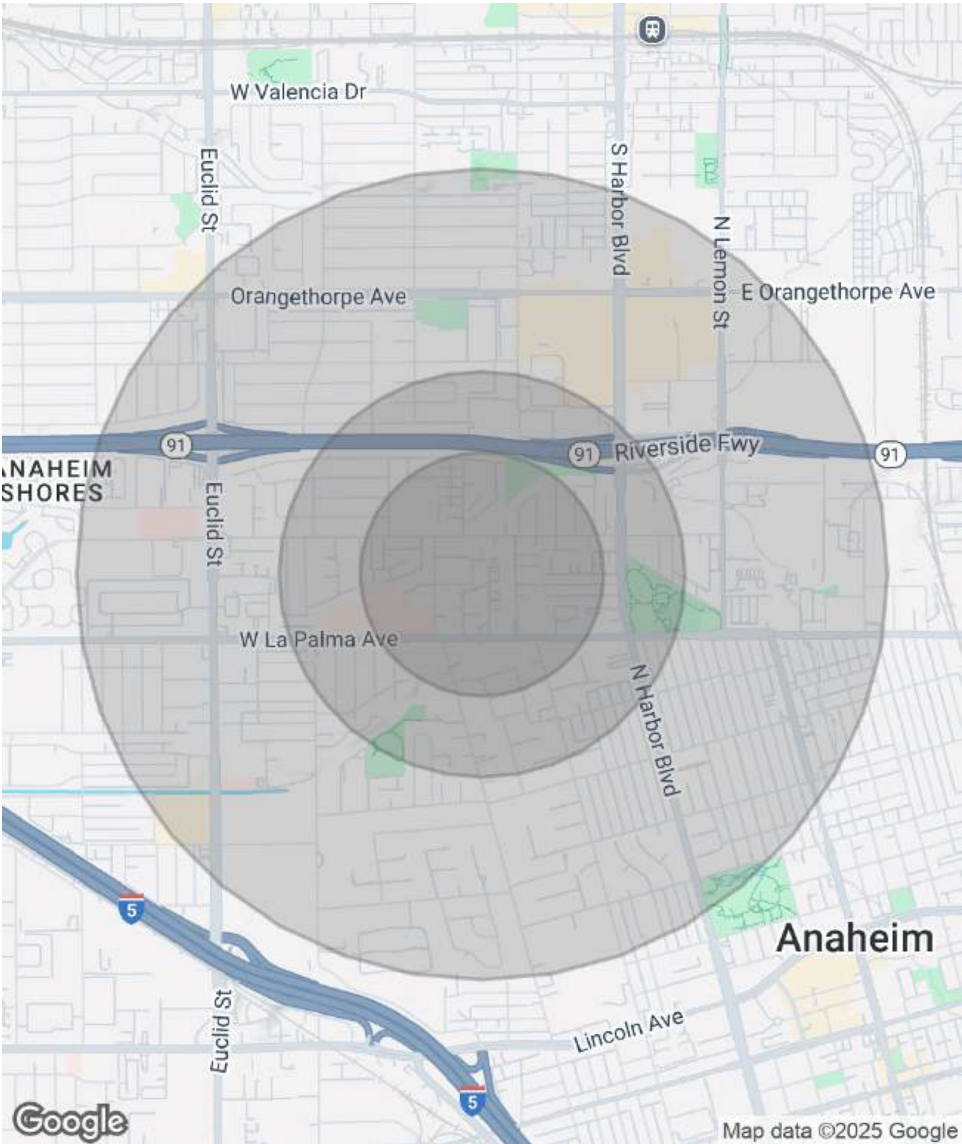 W Valencia Dr
Euclid St
S Harbor Blvd
N Lemon St
Orangethorpe Ave
E Orangethorpe Ave
91
91
Riverside Fwy
91
NAHEIM
SHORES
Euclid St
W La Palma Ave
N Harbor Blvd
5
Anaheim
Euclid St
Lincoln Ave
5
Google
Map data ©2025 Google